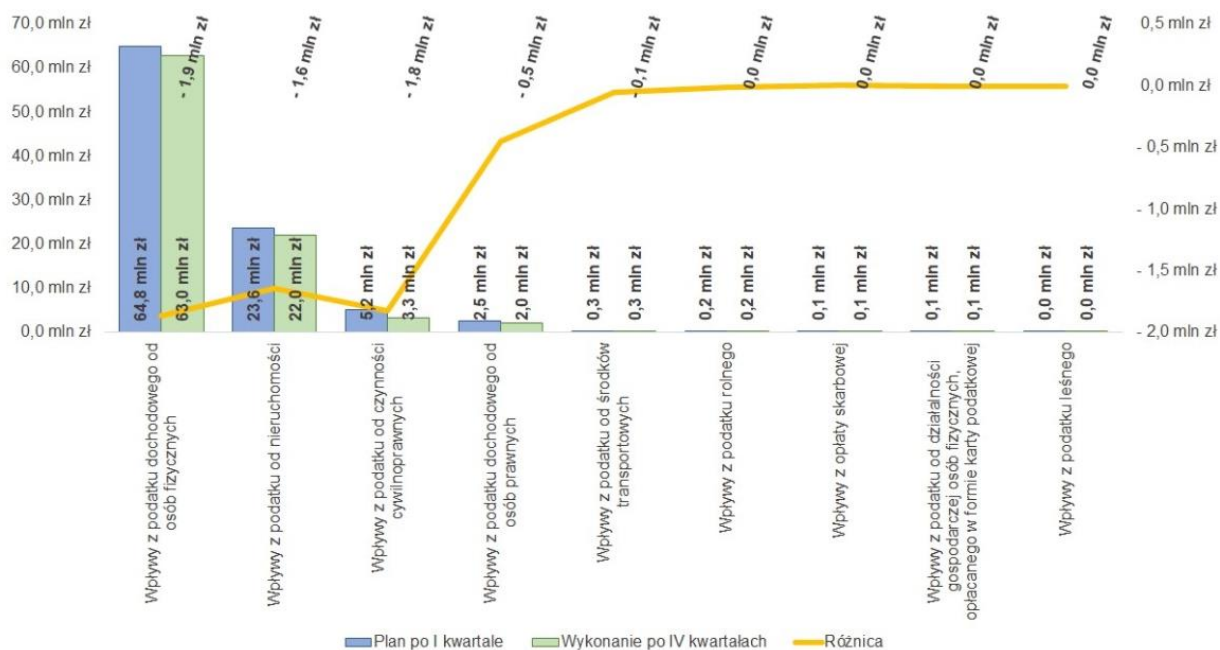 70,0 mln zł
60,0 mln zł
50,0 mln zł
40,0 mln zł
30,0 mln zł
20,0 mln zł
10,0 mln zł
0,0 mln zł
- 1,9 mln zł
- 1,6 mln zł
- 1,8 mln zł
- 0,5 mln zł
- 0,1 mln zł
0,0 mln zł
0,0 mln zł
0,0 mln zł
0,0 mln zł
0,5 mln zł
0,0 mln zł
- 0,5 mln zł
- 1,0 mln zł
- 1,5 mln zł
- 2,0 mln zł
64,8 mln zł
63,0 mln zł
23,6 mln zł
22,0 mln zł
5,2 mln zł
3,3 mln zł
2,5 mln zł
2,0 mln zł
0,3 mln zł
0,3 mln zł
0,2 mln zł
0,2 mln zł
0,1 mln zł
0,1 mln zł
0,1 mln zł
0,1 mln zł
0,0 mln zł
0,0 mln zł
Wpływy z podatku dochodowego od
osób fizycznych
Wpływy z podatku od nieruchomości
Wpływy z podatku od czynności
cywilnoprawnych
Wpływy z podatku dochodowego od
osób prawnych
Wpływy z podatku od środków
transportowych
Wpływy z podatku rolnego
Wpływy z opłaty skarbowej
Wpływy z podatku od działalności
gospodarczej osób fizycznych,
opłacanego w formie karty podatkowej
Wpływy z podatku leśnego
Plan po I kwartale
Wykonanie po IV kwartałach
Różnica